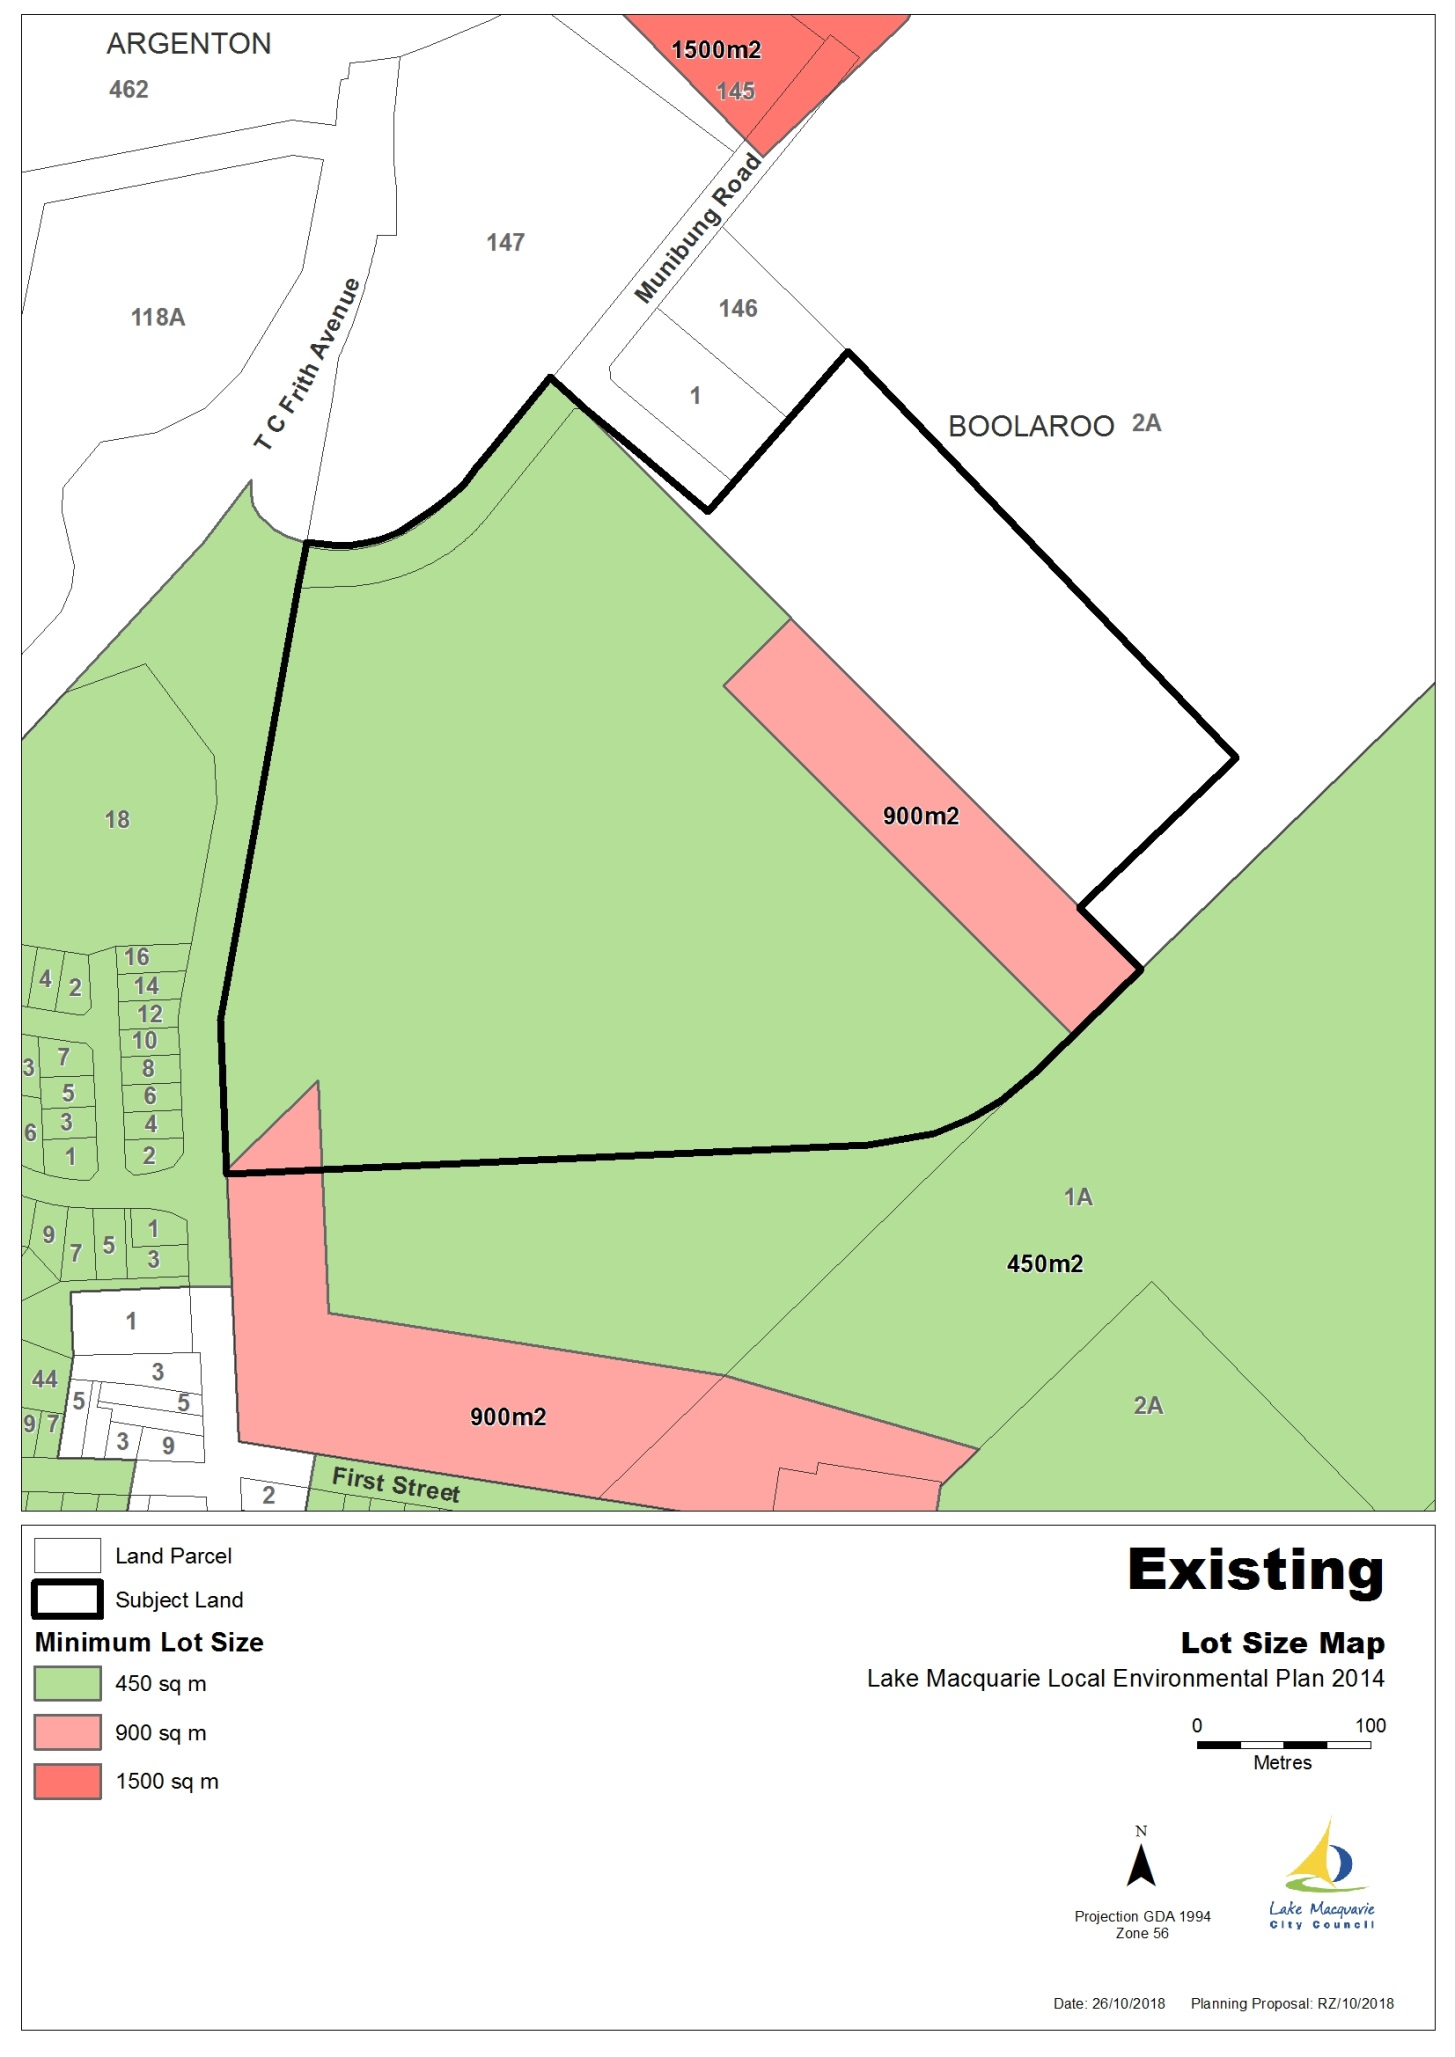 ARGENTON
462
1500m2
145
Munibung Road
147
118A
T C Frith Avenue
146
1
BOOLAROO
2A
18
900m2
16
14
12
10
8
6
4
2
4
2
3
7
5
3
1
6
9
7
5
1
3
1A
450m2
2A
1
3
5
5
3
9
44
9
7
900m2
2
First Street
Land Parcel
Subject Land
Minimum Lot Size
450 sq m
900 sq m
1500 sq m
Existing
Lot Size Map
Lake Macquarie Local Environmental Plan 2014
0 100
Metres
N
Projection GDA 1994
Zone 56
Lake Macquarie
City Council
Date: 26/10/2018 Planning Proposal: RZ/10/2018